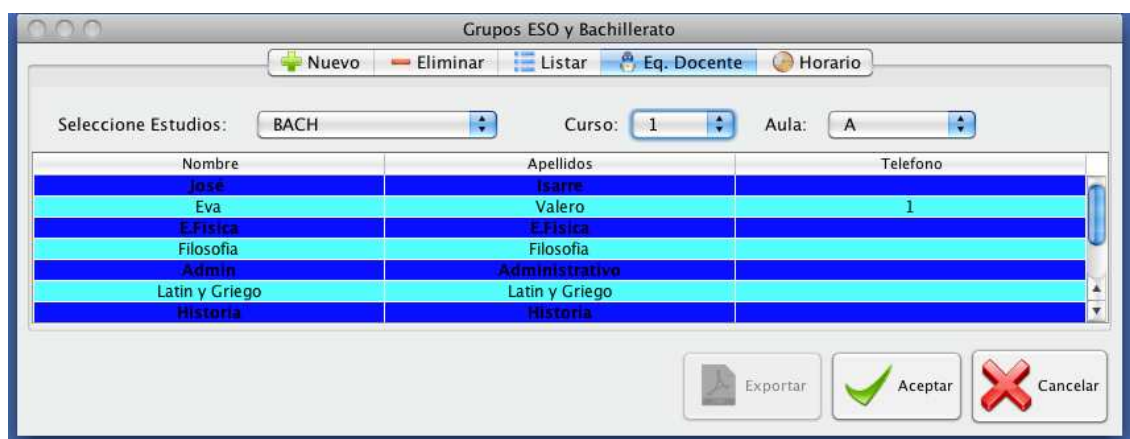 Grupos ESO y Bachillerato
Nuevo Eliminar Listar Eq. Docente Horario
Seleccione Estudios: BACH Curso: 1 Aula: A
Nombre Apellidos Telefono
José Isarre
Eva Valero 1
E.Fisica E.Fisica
Filosofia Filosofia
Admin Administrativo
Latin y Griego Latin y Griego
Historia Historia
Exportar Aceptar Cancelar